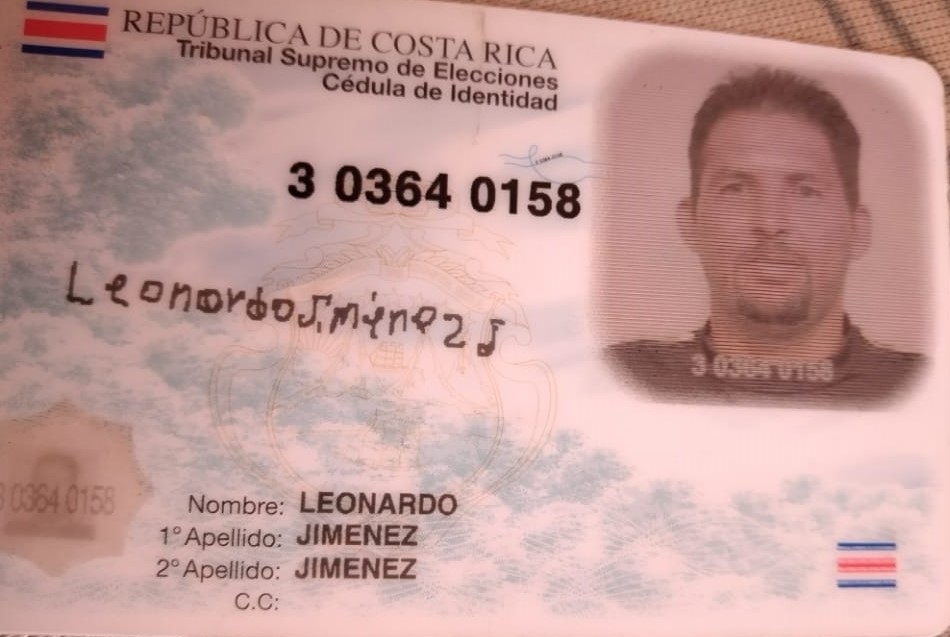 REPÚBLICA DE COSTA RICA
Tribunal Supremo de Elecciones
Cédula de Identidad
3 0364 0158
Leonardo Jiménez J
3 0364 0158
3 0364 0158
Nombre: LEONARDO
1° Apellido: JIMENEZ
2° Apellido: JIMENEZ
C.C: